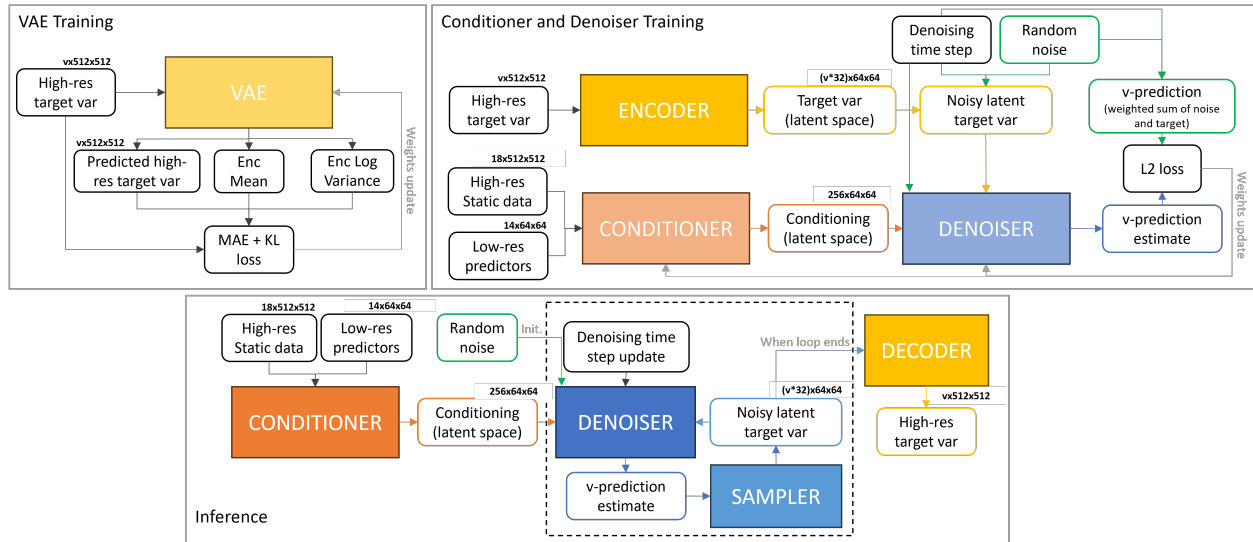 VAE Training
vx512x512
High-res
target var
VAE
vx512x512
Predicted high-
res target var
Enc
Mean
Enc Log
Variance
MAE + KL
loss
Weights update
Conditioner and Denoiser Training
Denoising
time step
Random
noise
vx512x512
High-res
target var
ENCODER
(v*32)x64x64
Target var
(latent space)
Noisy latent
target var
v-prediction
(weighted sum of noise
and target)
L2 loss
Weights update
18x512x512
High-res
Static data
14x64x64
Low-res
predictors
CONDITIONER
256x64x64
Conditioning
(latent space)
DENOISER
v-prediction
estimate
18x512x512
High-res
Static data
14x64x64
Low-res
predictors
Random
noise
Init.
Denoising time
step update
When loop ends
DECODER
CONDITIONER
256x64x64
Conditioning
(latent space)
DENOISER
(v*32)x64x64
Noisy latent
target var
vx512x512
High-res
target var
v-prediction
estimate
SAMPLER
Inference